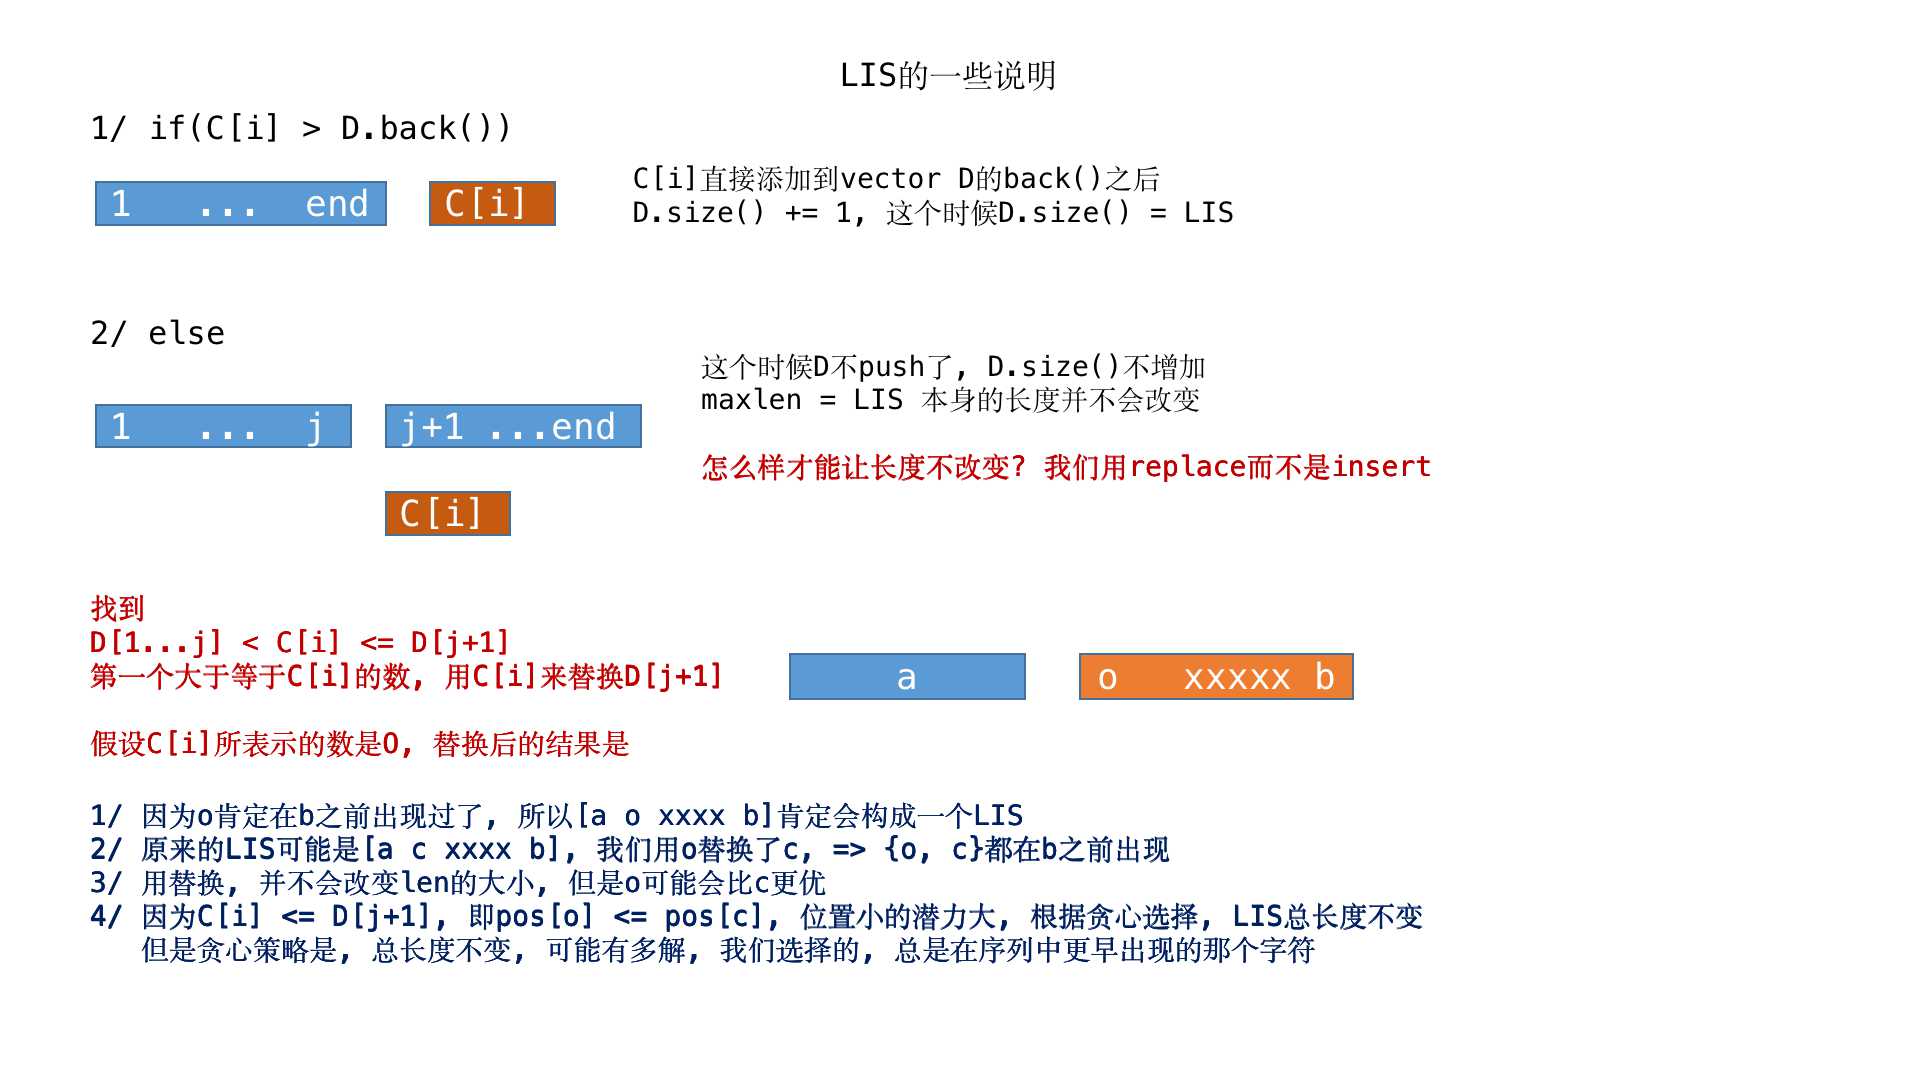 LIS的一些说明
1/ if(C[i] > D.back())
1 ... end
C[i]
C[i]直接添加到vector D的back()之后
D.size() += 1, 这个时候D.size() = LIS
2/ else
这个时候D不push了, D.size()不增加
maxlen = LIS 本身的长度并不会改变
1 ... j
j+1 ...end
怎么样才能让长度不改变? 我们用replace而不是insert
C[i]
找到
D[1...j] < C[i] <= D[j+1]
第一个大于等于C[i]的数, 用C[i]来替换D[j+1]
a
o xxxxx b
假设C[i]所表示的数是O, 替换后的结果是
1/ 因为o肯定在b之前出现过了, 所以[a o xxxx b]肯定会构成一个LIS
2/ 原来的LIS可能是[a c xxxx b], 我们用o替换了c, => {o, c}都在b之前出现
3/ 用替换, 并不会改变len的大小, 但是o可能会比c更优
4/ 因为C[i] <= D[j+1], 即pos[o] <= pos[c], 位置小的潜力大, 根据贪心选择, LIS总长度不变
但是贪心策略是, 总长度不变, 可能有多解, 我们选择的, 总是在序列中更早出现的那个字符